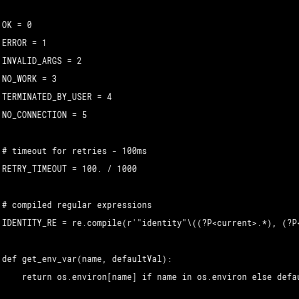 OK = 0
ERROR = 1
INVALID_ARGS = 2
NO_WORK = 3
TERMINATED_BY_USER = 4
NO_CONNECTION = 5
# timeout for retries - 100ms
RETRY_TIMEOUT = 100. / 1000
# compiled regular expressions
IDENTITY_RE = re.compile(r'"identity"\((?P<current>.*), (?P<
def get_env_var(name, defaultVal):
return os.environ[name] if name in os.environ else defau